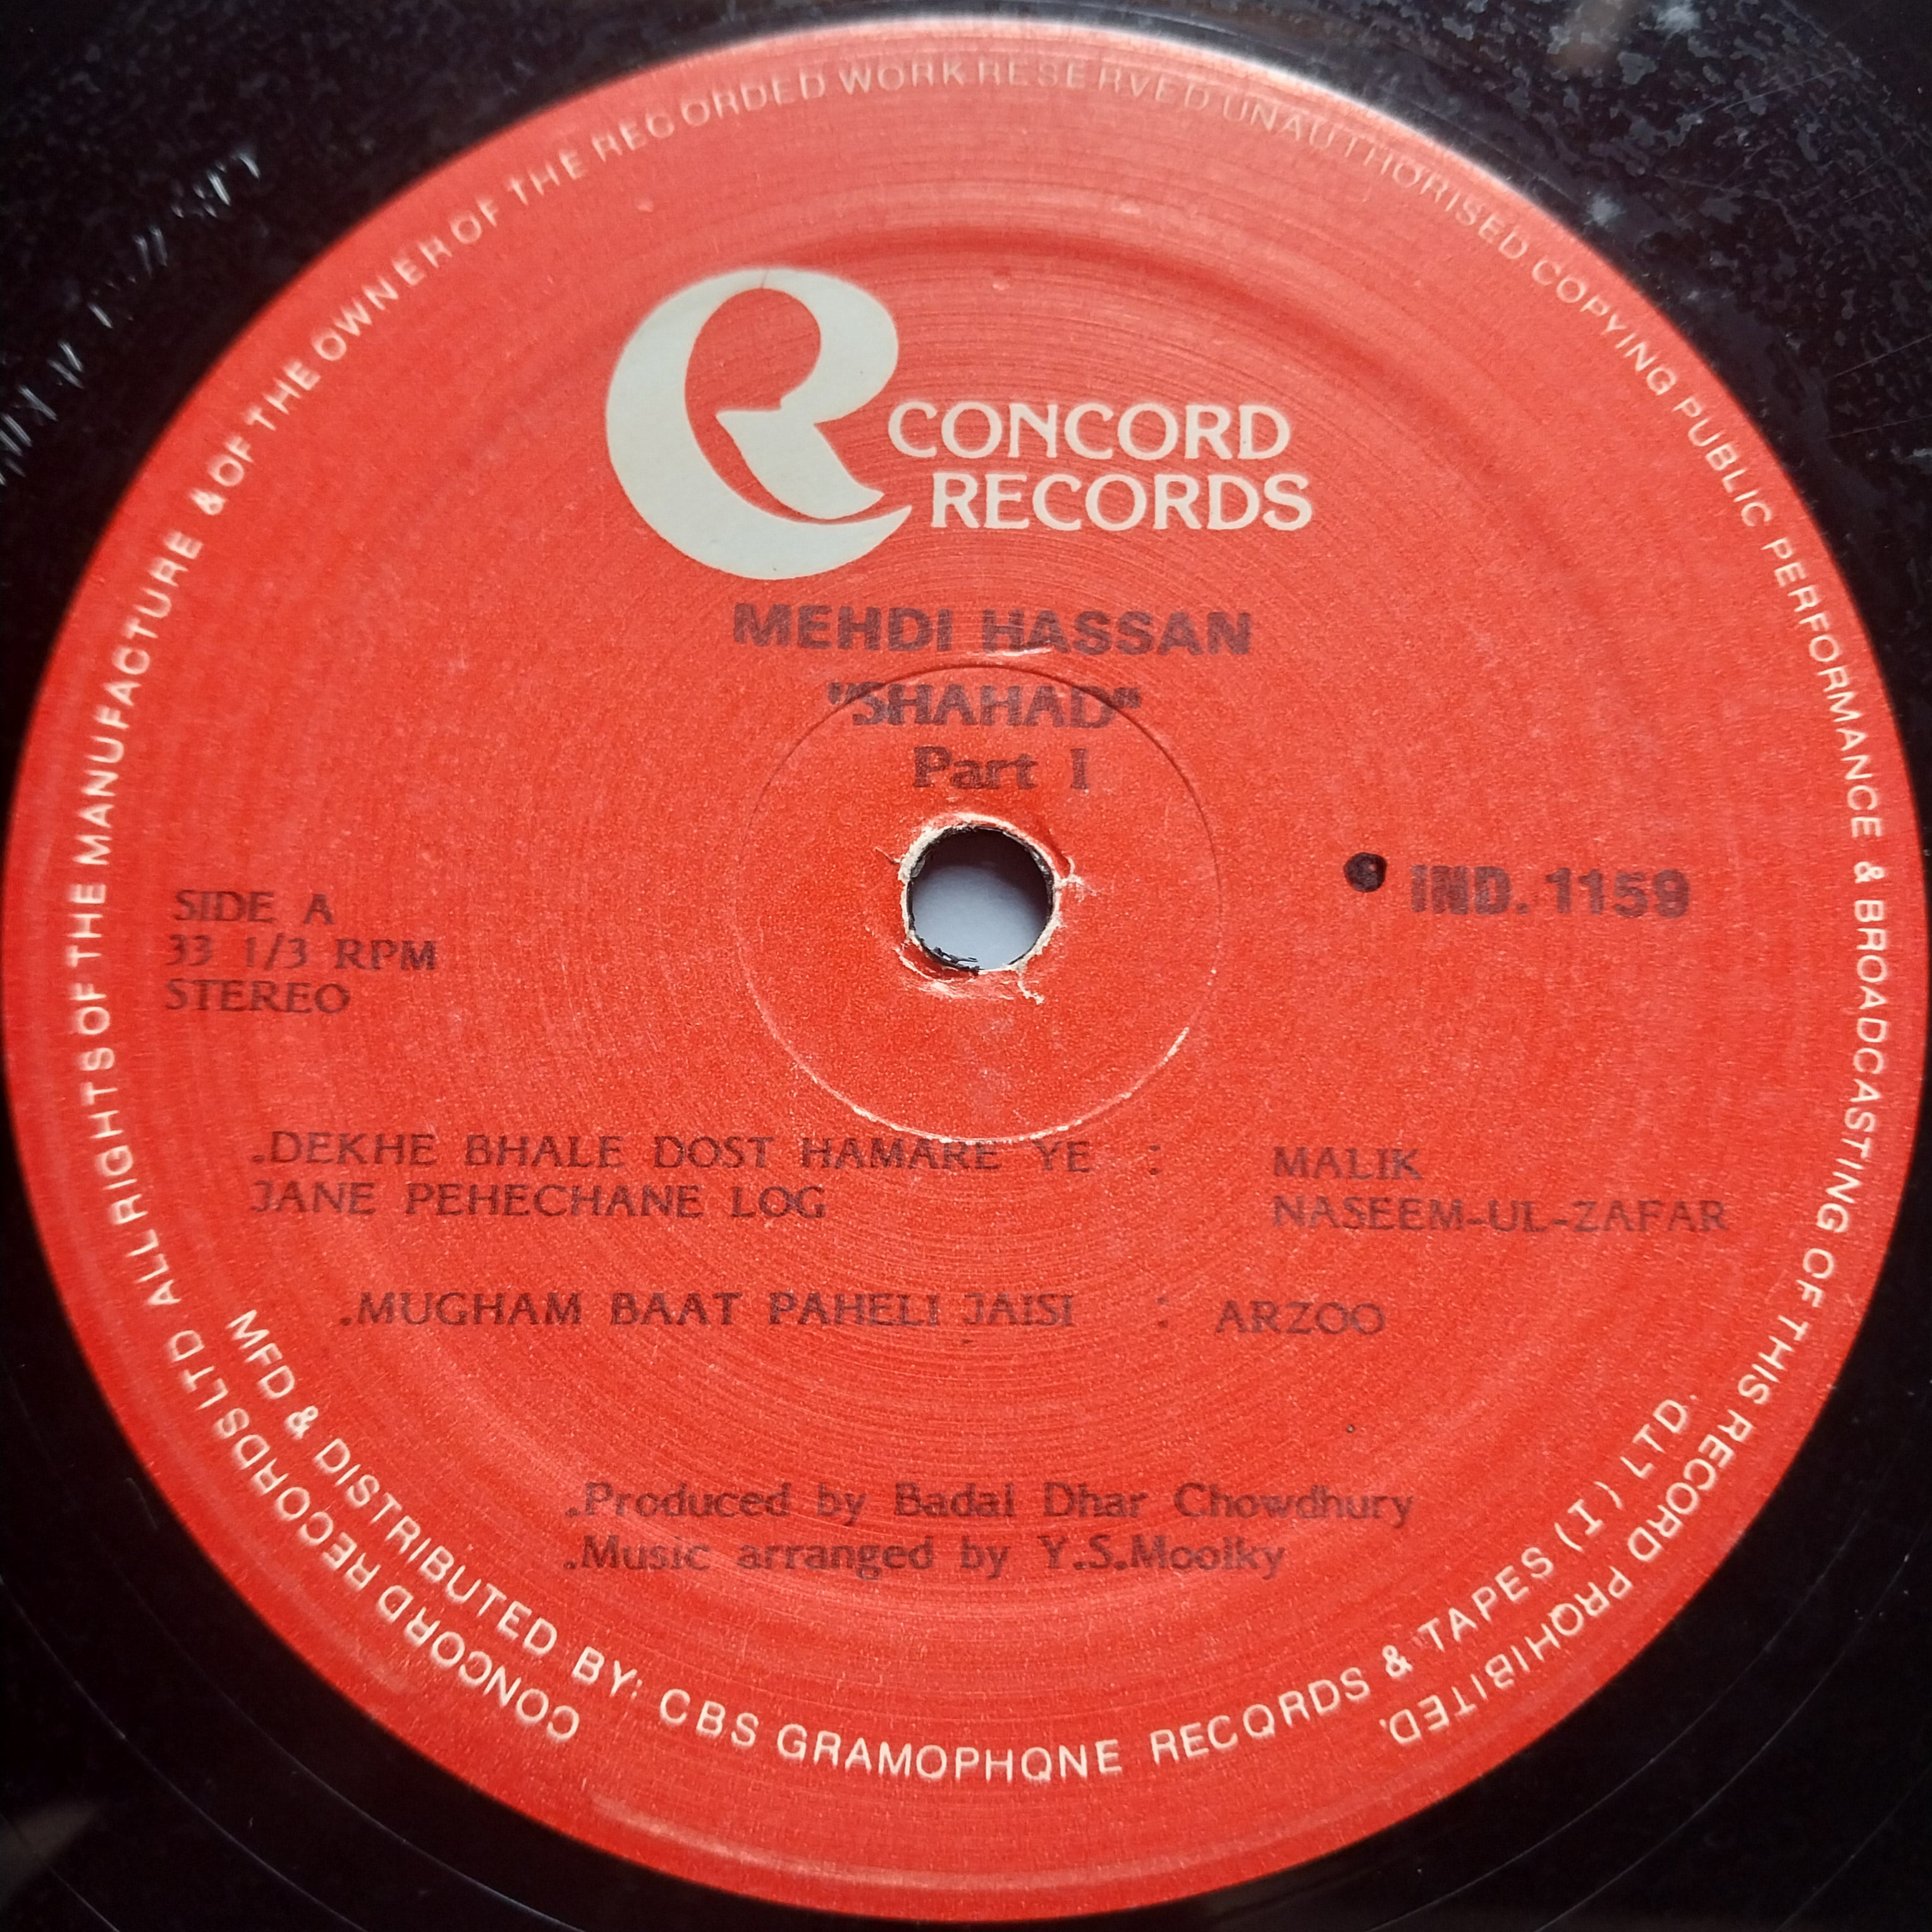 CONCORD RECORDS LTD ALL RIGHTS OF THE MANUFACTURE & OF THE OWNER OF THE RECORDED WORK RESERVED UNAUTHORISED COPYING PUBLIC PERFORMANCE & BROADCASTING OF THIS RECORD PROHIBITED.
CONCORD
RECORDS
MEHDI HASSAN
"SHAHAD"
Part I
IND. 1159
SIDE A
33 1/3 RPM
STEREO
.DEKHE BHALE DOST HAMARE YE : MALIK
JANE PEHECHANE LOG NASEEM-UL-ZAFAR
.MUGHAM BAAT PAHELI JAISI : ARZOO
.Produced by Badal Dhar Chowdhury
.Music arranged by Y.S.Moolky
MFD & DISTRIBUTED BY: CBS GRAMOPHONE RECORDS & TAPES (I) LTD.